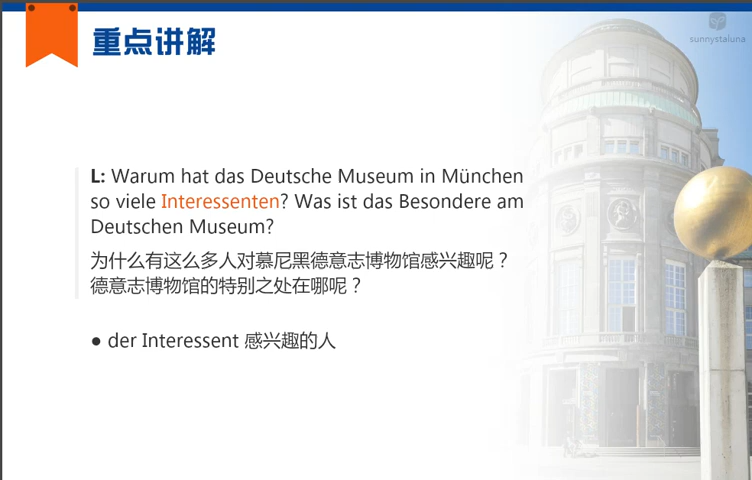 重点讲解
sunnystaluna
L: Warum hat das Deutsche Museum in München
so viele Interessenten? Was ist das Besondere am
Deutschen Museum?
为什么有这么多人对慕尼黑德意志博物馆感兴趣呢？
德意志博物馆的特别之处在哪呢？
● der Interessent 感兴趣的人